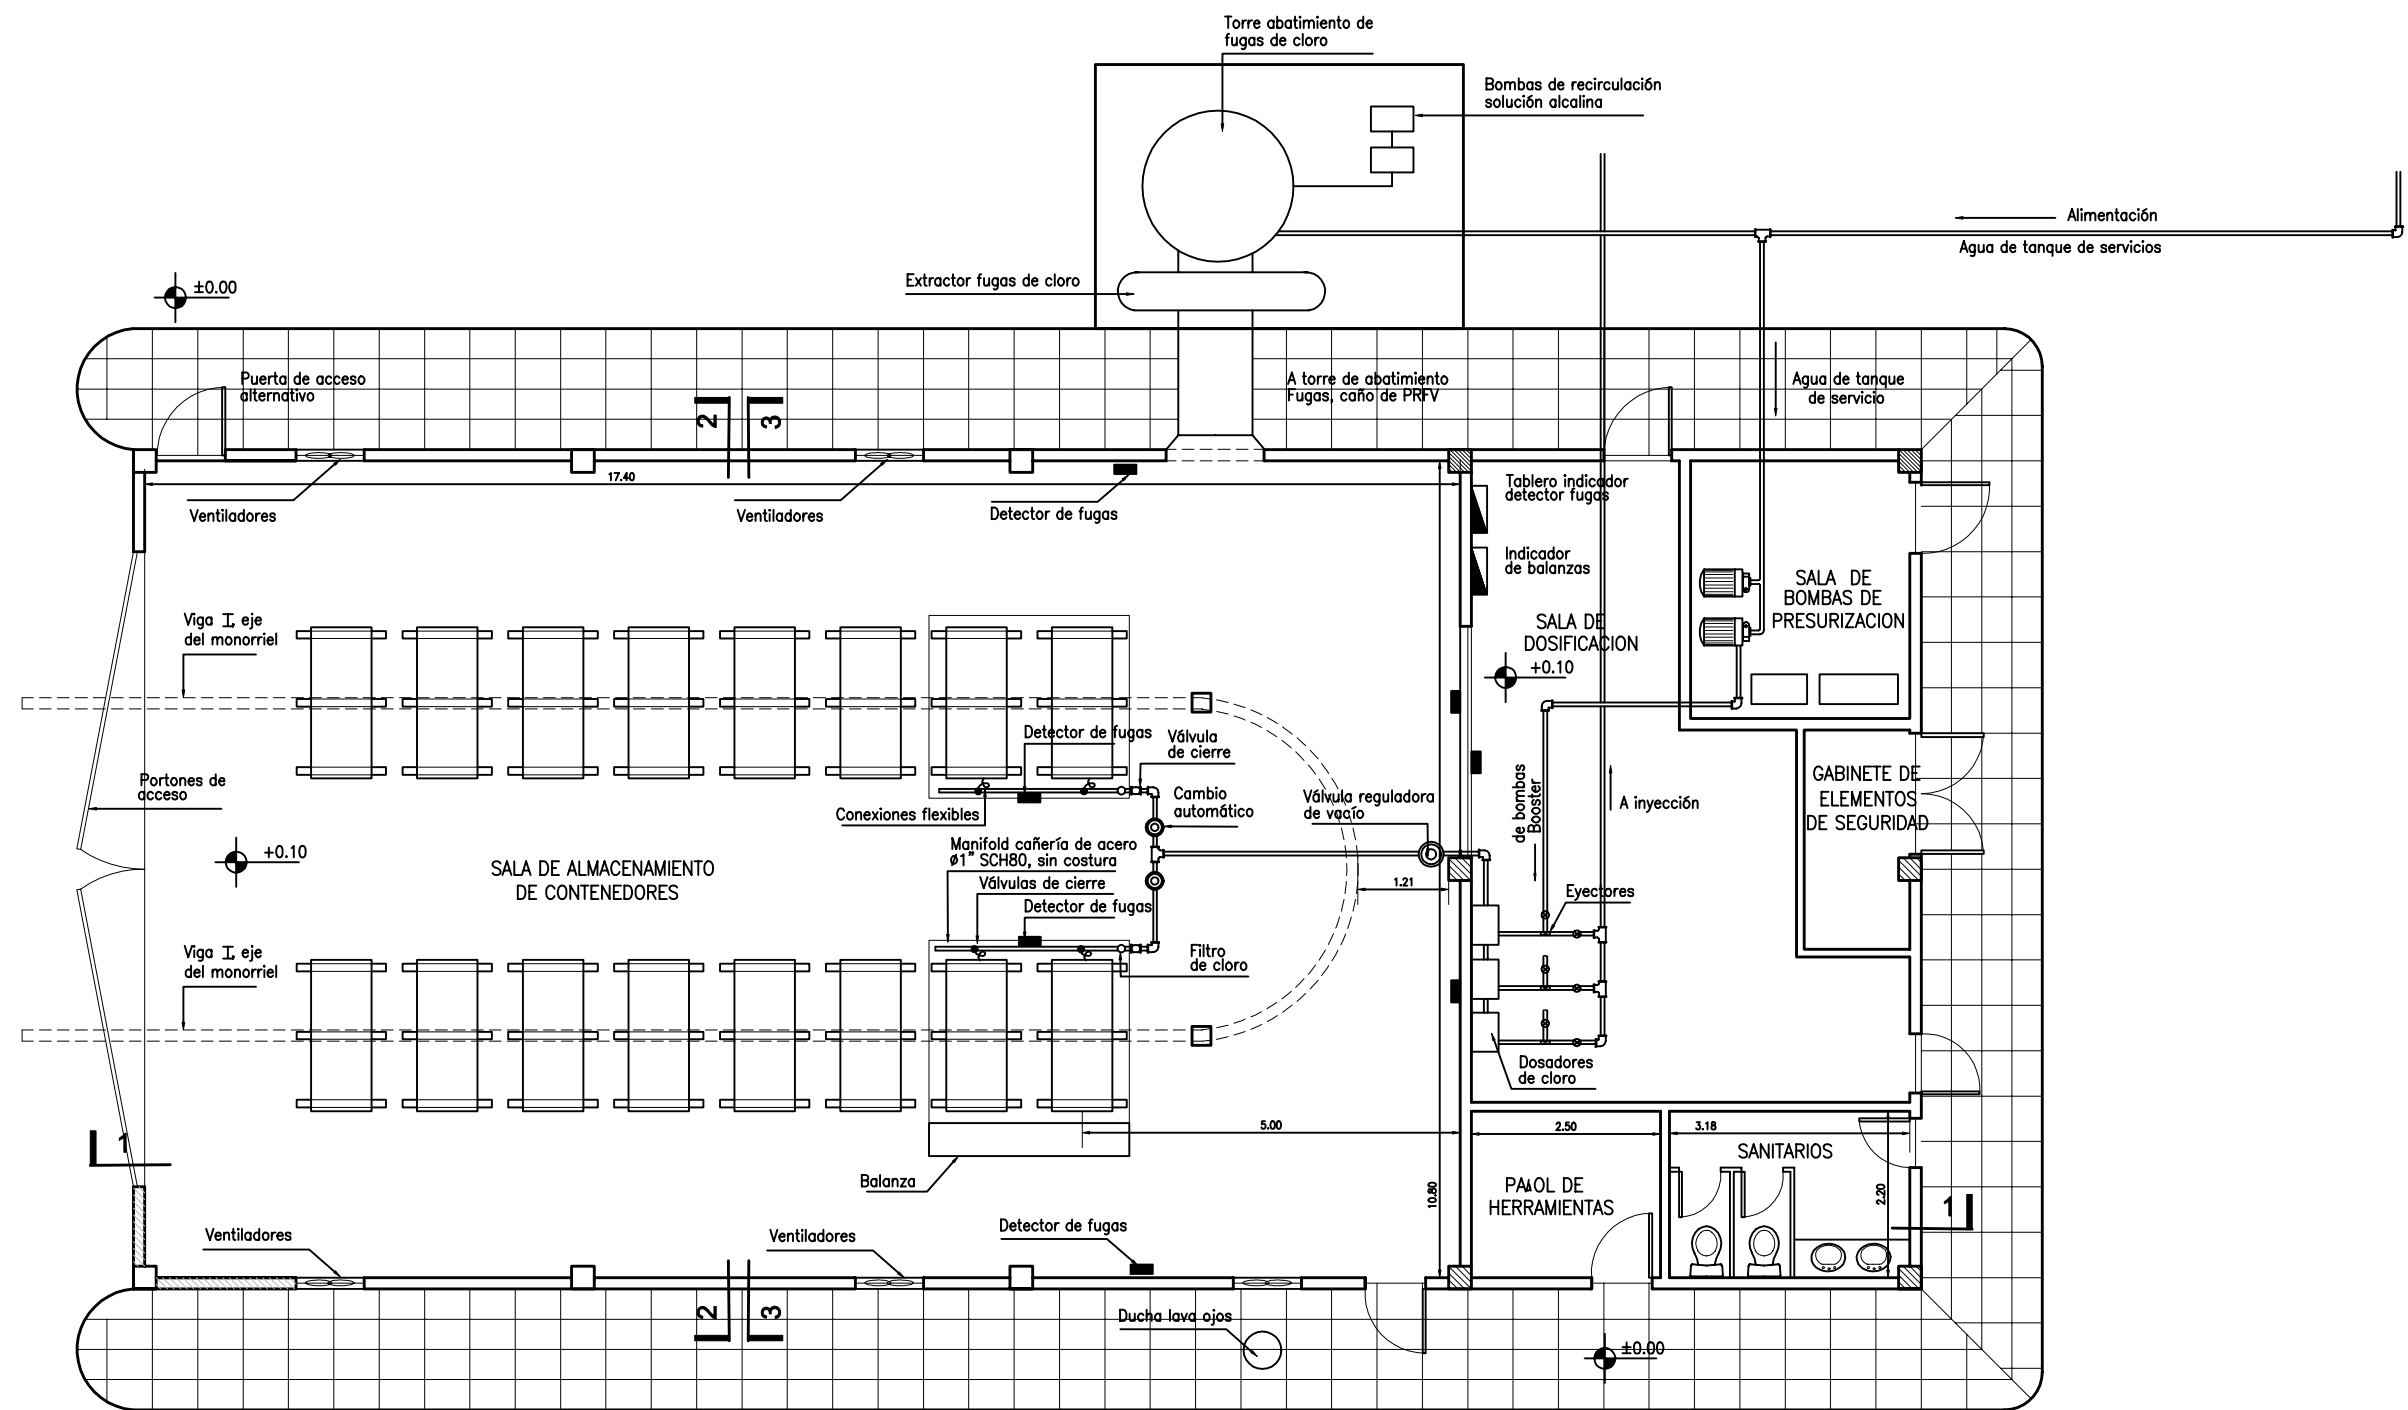 Torre abatimiento de
fugas de cloro
Bombas de recirculación
solución alcalina
Alimentación
Agua de tanque de servicios
Extractor fugas de cloro
±0.00
Puerta de acceso
alternativo
2
3
A torre de abatimiento
Fugas, caño de PRFV
Agua de tanque
de servicio
17.40
Ventiladores
Ventiladores
Detector de fugas
Tablero indicador
detector fugas
Indicador
de balanzas
SALA DE
BOMBAS DE
PRESURIZACION
SALA DE
DOSIFICACION
+0.10
Viga I, eje
del monorriel
Detector de fugas
Válvula
de cierre
Portones de
acceso
Conexiones flexibles
Cambio
automático
Válvula reguladora
de vacío
de bombas
Booster
A inyección
GABINETE DE
ELEMENTOS
DE SEGURIDAD
+0.10
SALA DE ALMACENAMIENTO
DE CONTENEDORES
Manifold cañería de acero
ø1" SCH80, sin costura
Válvulas de cierre
Detector de fugas
1.21
Eyectores
Viga I, eje
del monorriel
Filtro
de cloro
Dosadores
de cloro
1
5.00
2.50
3.18
SANITARIOS
Balanza
10.80
PAÑOL DE
HERRAMIENTAS
2.20
1
Ventiladores
Ventiladores
Detector de fugas
2
3
Ducha lava ojos
±0.00